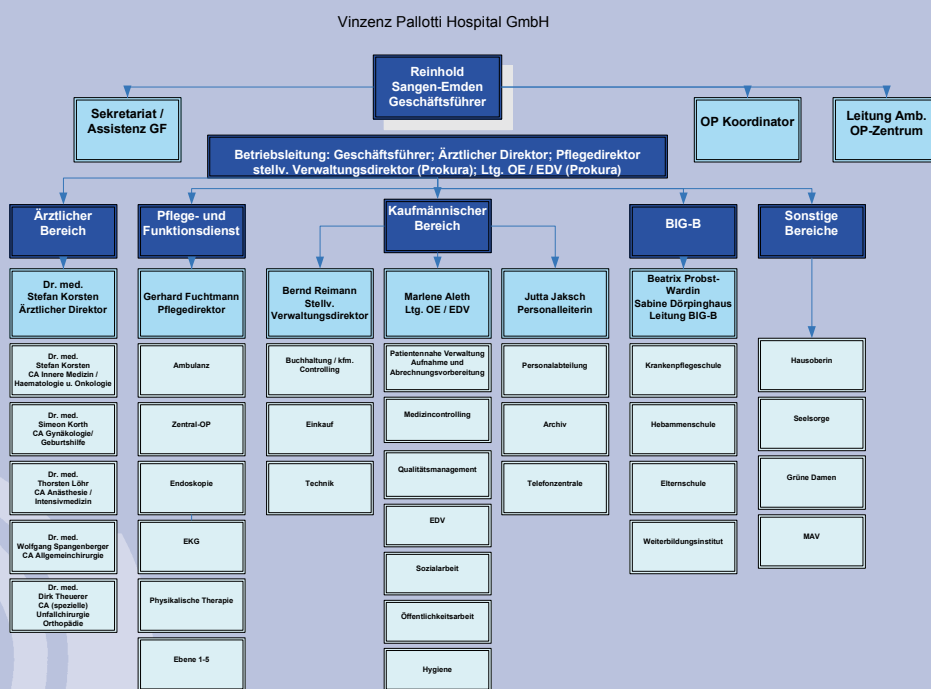 Vinzenz Pallotti Hospital GmbH
Reinhold
Sangen-Emden
Geschäftsführer
Sekretariat /
Assistenz GF
OP Koordinator
Leitung Amb.
OP-Zentrum
Betriebsleitung: Geschäftsführer; Ärztlicher Direktor; Pflegedirektor
stellv. Verwaltungsdirektor (Prokura); Ltg. OE / EDV (Prokura)
Ärztlicher
Bereich
Pflege- und
Funktionsdienst
Kaufmännischer
Bereich
BIG-B
Sonstige
Bereiche
Dr. med.
Stefan Korsten
Ärztlicher Direktor
Gerhard Fuchtmann
Pflegedirektor
Bernd Reimann
Stellv.
Verwaltungsdirektor
Marlene Aleth
Ltg. OE / EDV
Jutta Jaksch
Personalleiterin
Beatrix Probst-
Wardin
Sabine Dörpinghaus
Leitung BIG-B
Dr. med.
Stefan Korsten
CA Innere Medizin /
Haematologie u. Onkologie
Ambulanz
Buchhaltung / kfm.
Controlling
Patientennahe Verwaltung
Aufnahme und
Abrechnungsvorbereitung
Personalabteilung
Krankenpflegeschule
Hausoberin
Dr. med.
Simeon Korth
CA Gynäkologie/
Geburtshilfe
Zentral-OP
Einkauf
Medizincontrolling
Archiv
Hebammenschule
Seelsorge
Dr. med.
Thorsten Löhr
CA Anästhesie /
Intensivmedizin
Endoskopie
Technik
Qualitätsmanagement
Telefonzentrale
Elternschule
Grüne Damen
Dr. med.
Wolfgang Spangenberger
CA Allgemeinchirurgie
EKG
EDV
Weiterbildungsinstitut
MAV
Dr. med.
Dirk Theuerer
CA (spezielle)
Unfallchirurgie
Orthopädie
Physikalische Therapie
Sozialarbeit
Öffentlichkeitsarbeit
Ebene 1-5
Hygiene